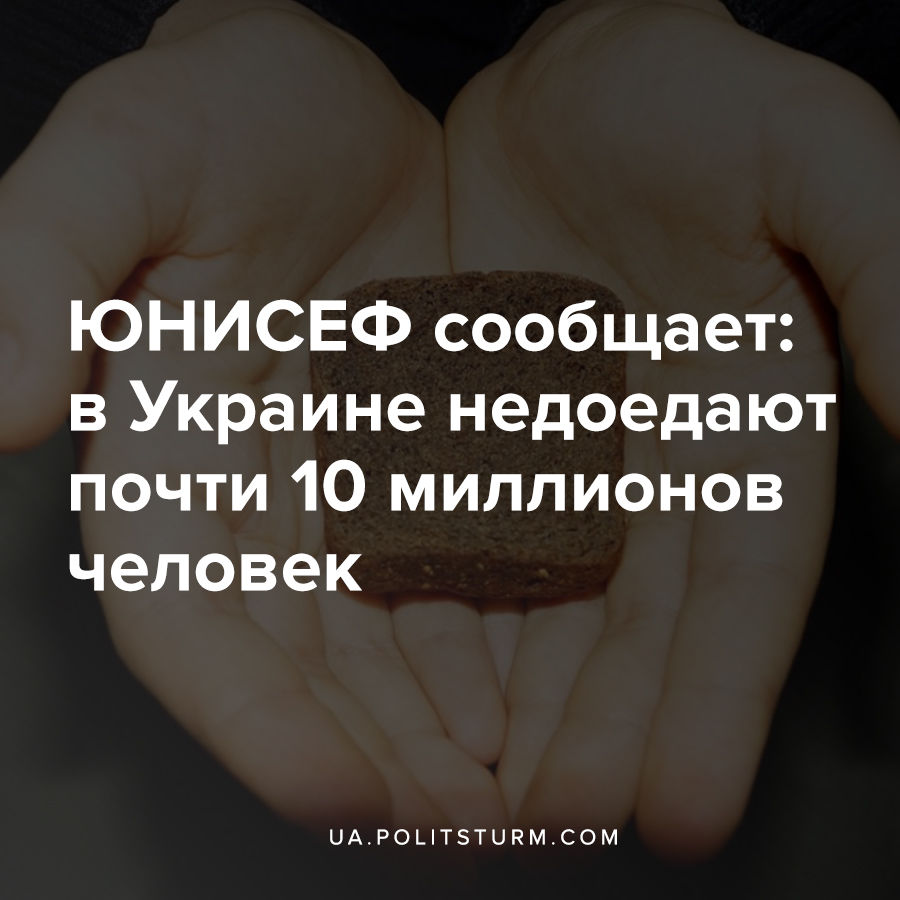 ЮНИСЕФ сообщает:
в Украине недоедают
почти 10 миллионов
человек
UA.POLITSTURM.COM